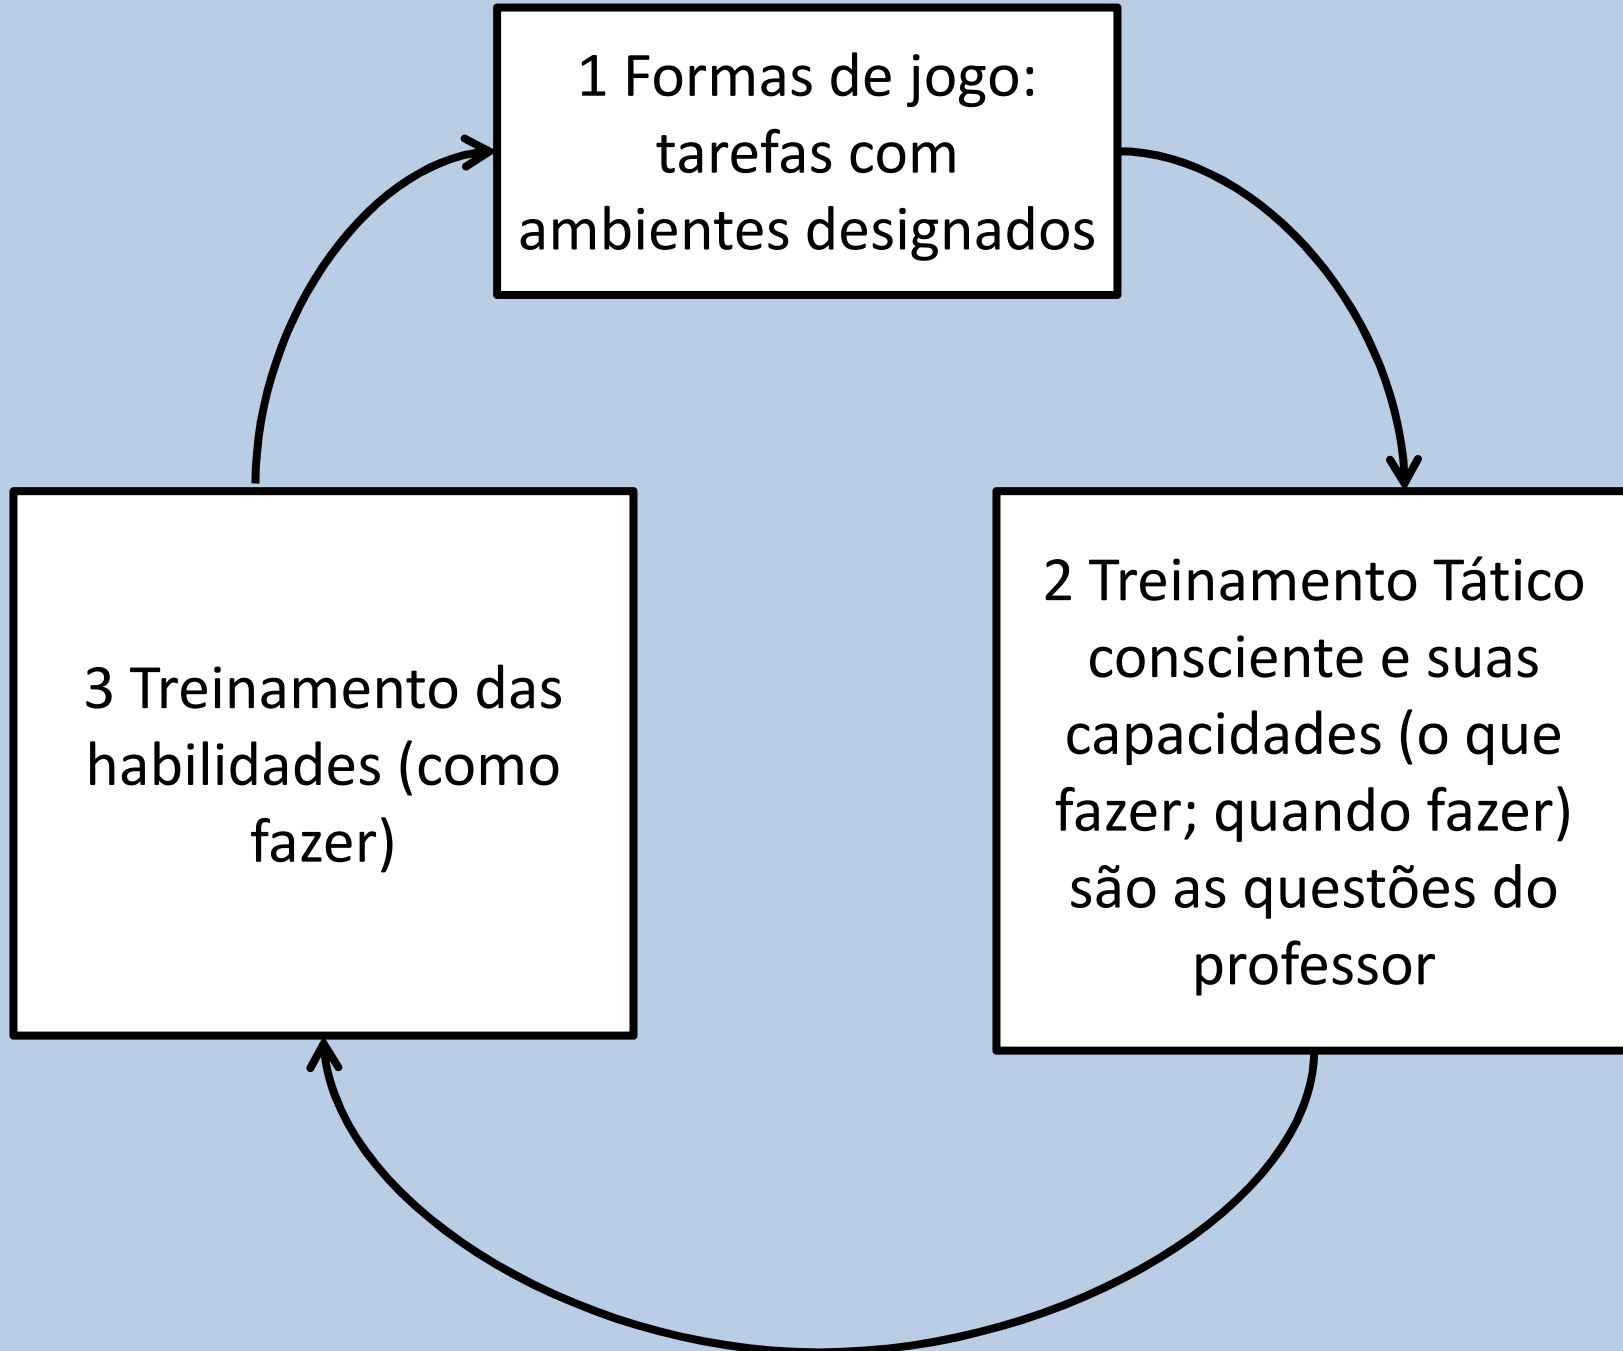 1 Formas de jogo:
tarefas com
ambientes designados
2 Treinamento Tático
consciente e suas
capacidades (o que
fazer; quando fazer)
são as questões do
professor
3 Treinamento das
habilidades (como
fazer)